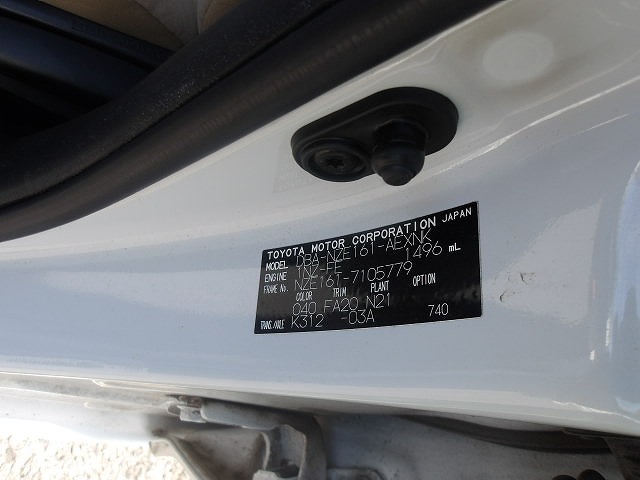 TOYOTA MOTOR CORPORATION JAPAN
MODEL DBA-NZE161-AEXNK
ENGINE 1NZ-FE 1496 mL
FRAME No. NZE161-7105779
COLOR TRIM PLANT OPTION
040 FA20 N21
TRANS./AXLE K312 -03A 740